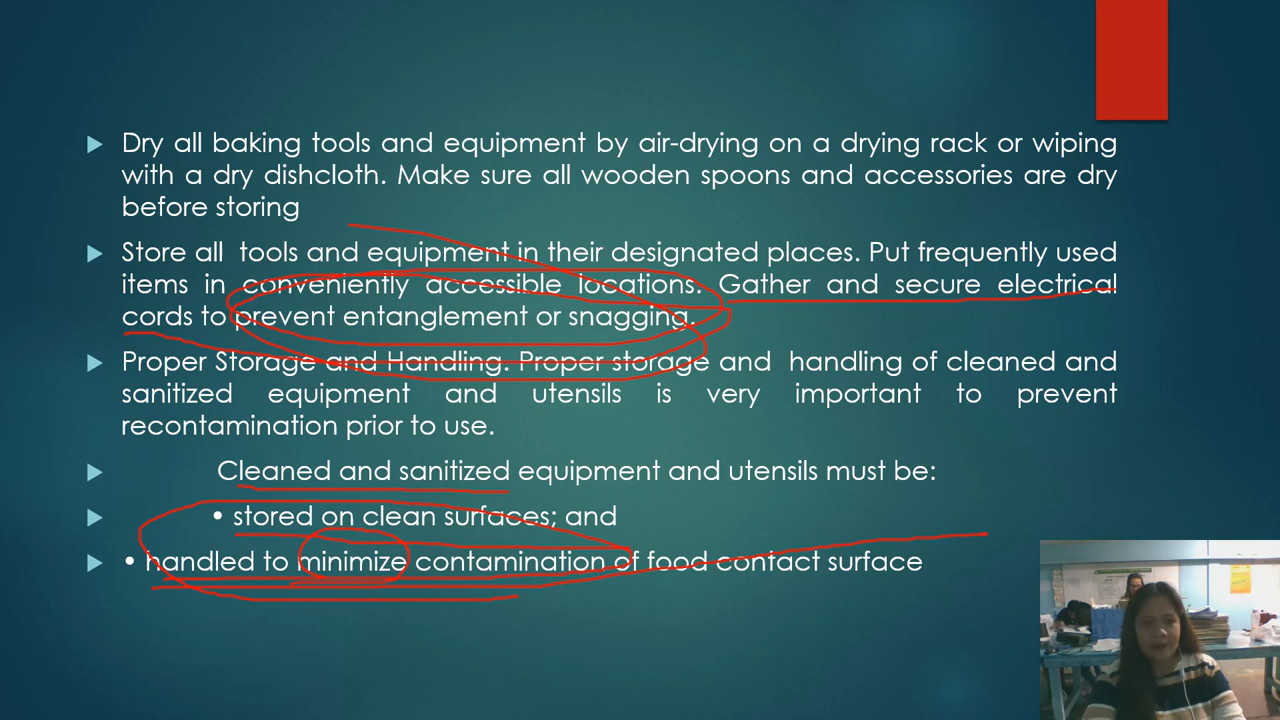 Dry all baking tools and equipment by air-drying on a drying rack or wiping
with a dry dishcloth. Make sure all wooden spoons and accessories are dry
before storing
Store all tools and equipment in their designated places. Put frequently used
items in conveniently accessible locations. Gather and secure electrical
cords to prevent entanglement or snagging.
Proper Storage and Handling. Proper storage and handling of cleaned and
sanitized equipment and utensils is very important to prevent
recontamination prior to use.
Cleaned and sanitized equipment and utensils must be:
• stored on clean surfaces; and
• handled to minimize contamination of food contact surface